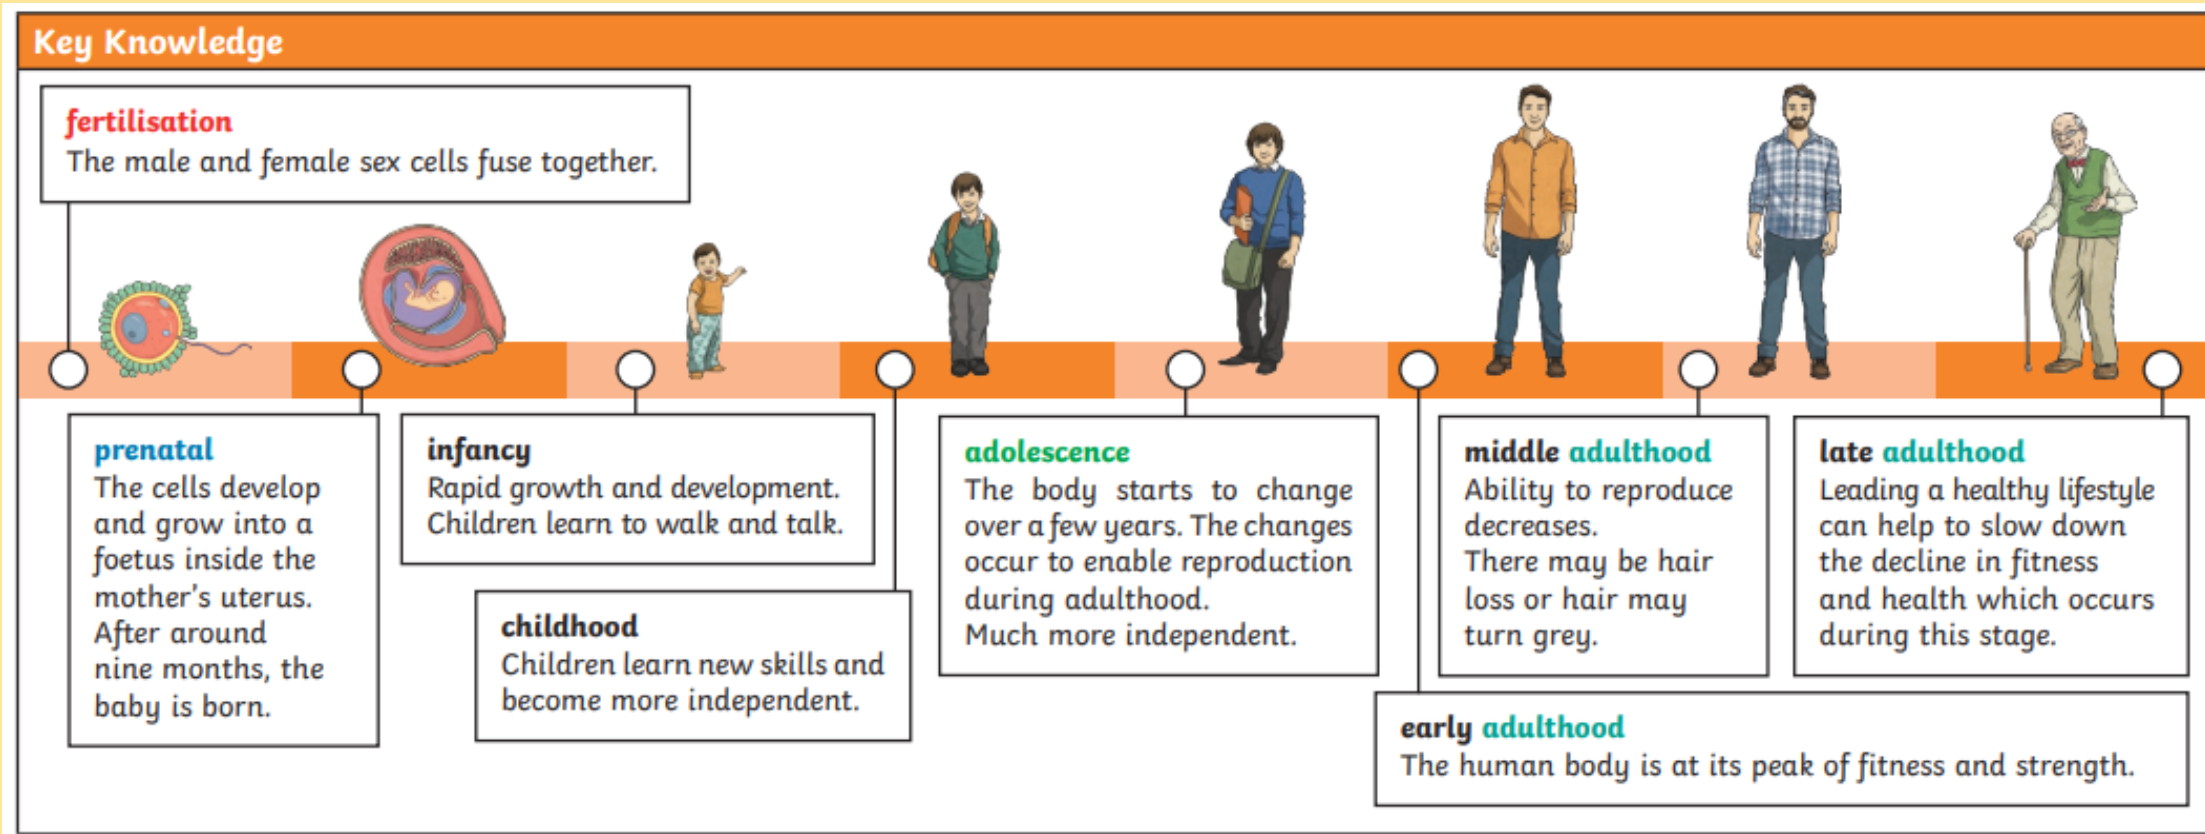 Key Knowledge
fertilisation
The male and female sex cells fuse together.
prenatal
The cells develop
and grow into a
foetus inside the
mother's uterus.
After around
nine months, the
baby is born.
infancy
Rapid growth and development.
Children learn to walk and talk.
childhood
Children learn new skills and
become more independent.
adolescence
The body starts to change
over a few years. The changes
occur to enable reproduction
during adulthood.
Much more independent.
early adulthood
The human body is at its peak of fitness and strength.
middle adulthood
Ability to reproduce
decreases.
There may be hair
loss or hair may
turn grey.
late adulthood
Leading a healthy lifestyle
can help to slow down
the decline in fitness
and health which occurs
during this stage.